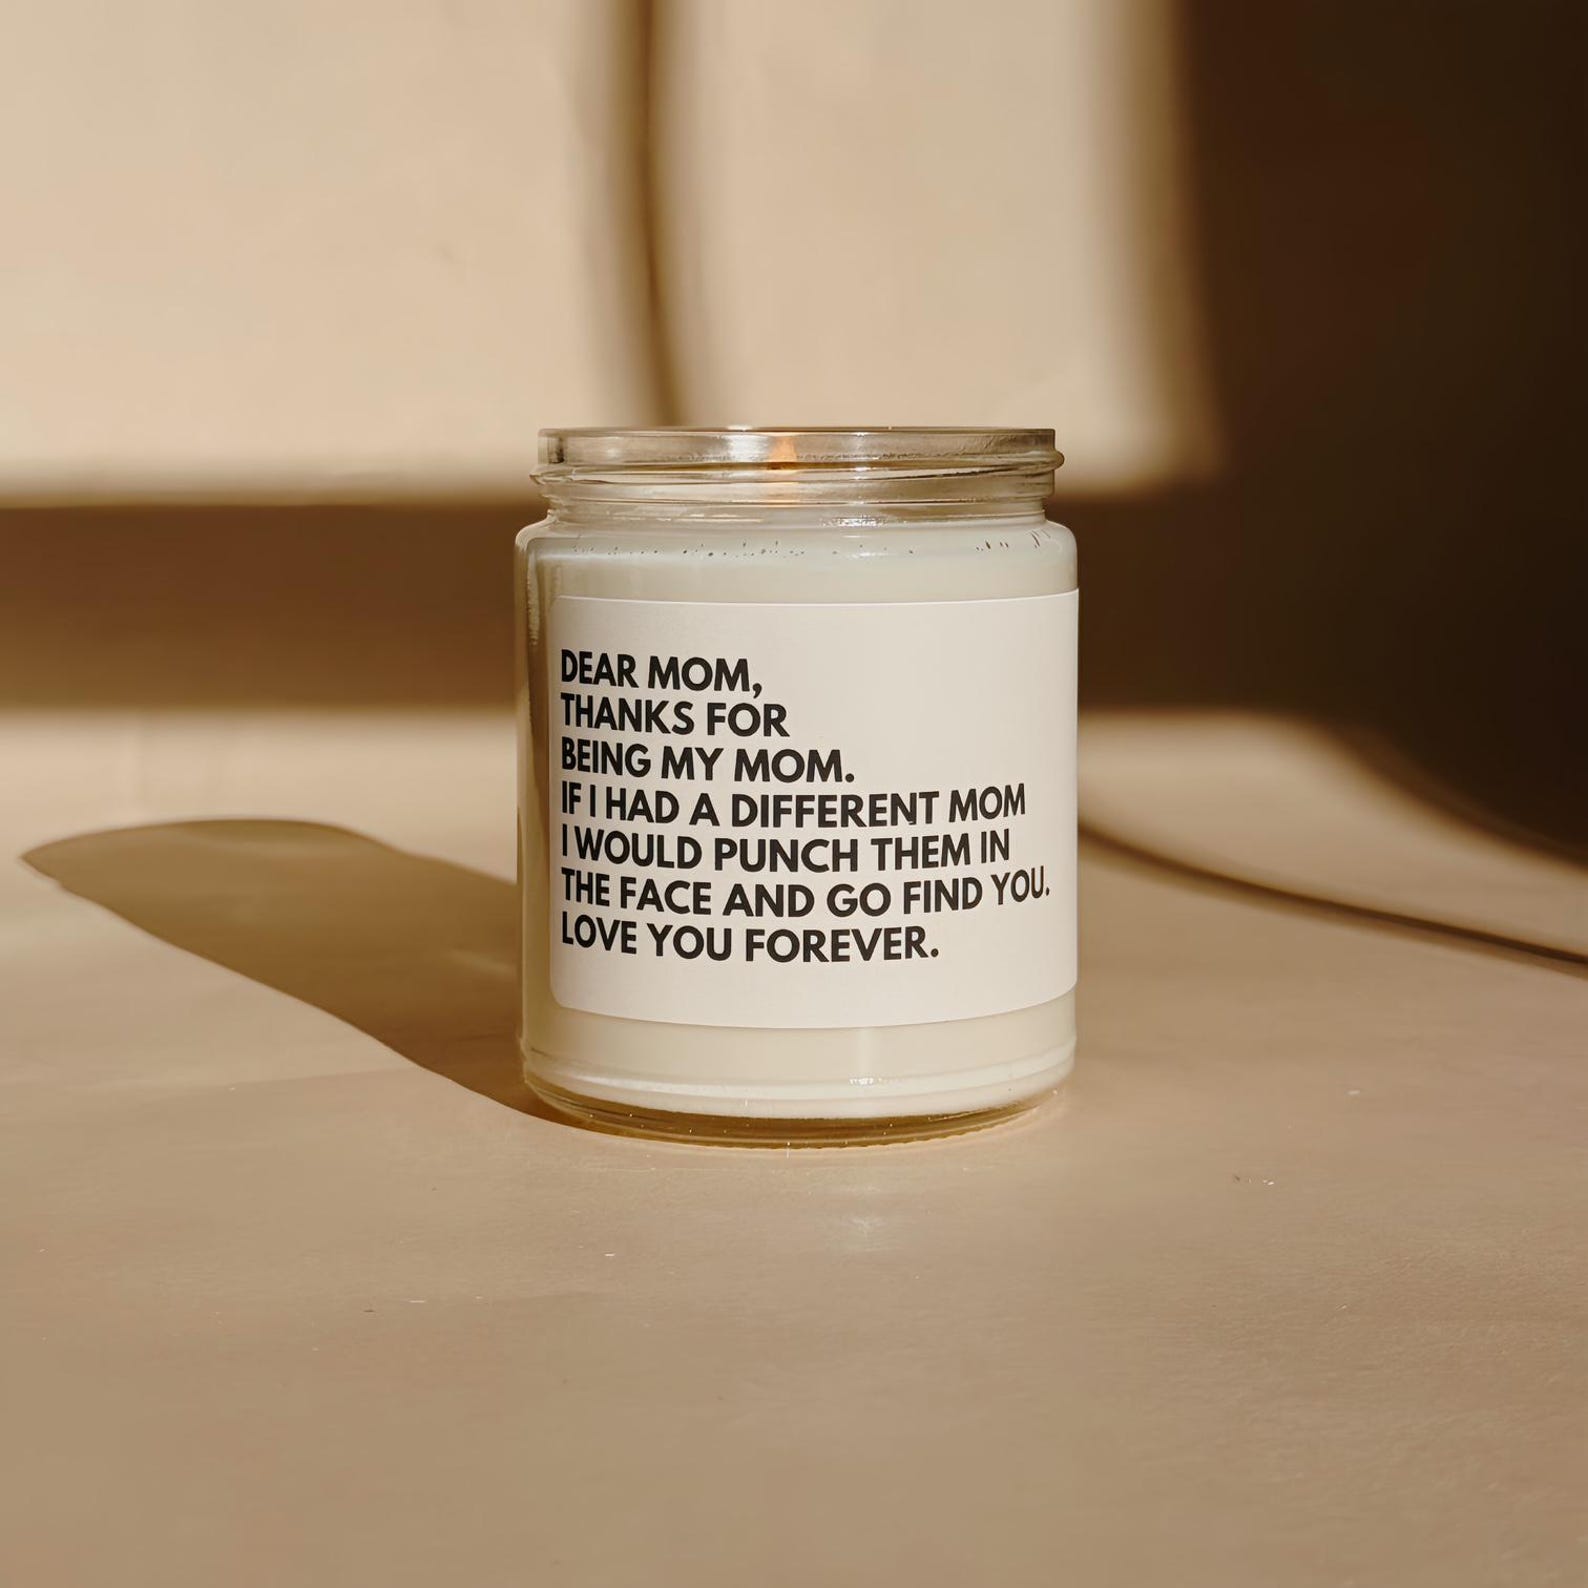 DEAR MOM,
THANKS FOR
BEING MY MOM.
IF I HAD A DIFFERENT MOM
I WOULD PUNCH THEM IN
THE FACE AND GO FIND YOU.
LOVE YOU FOREVER.